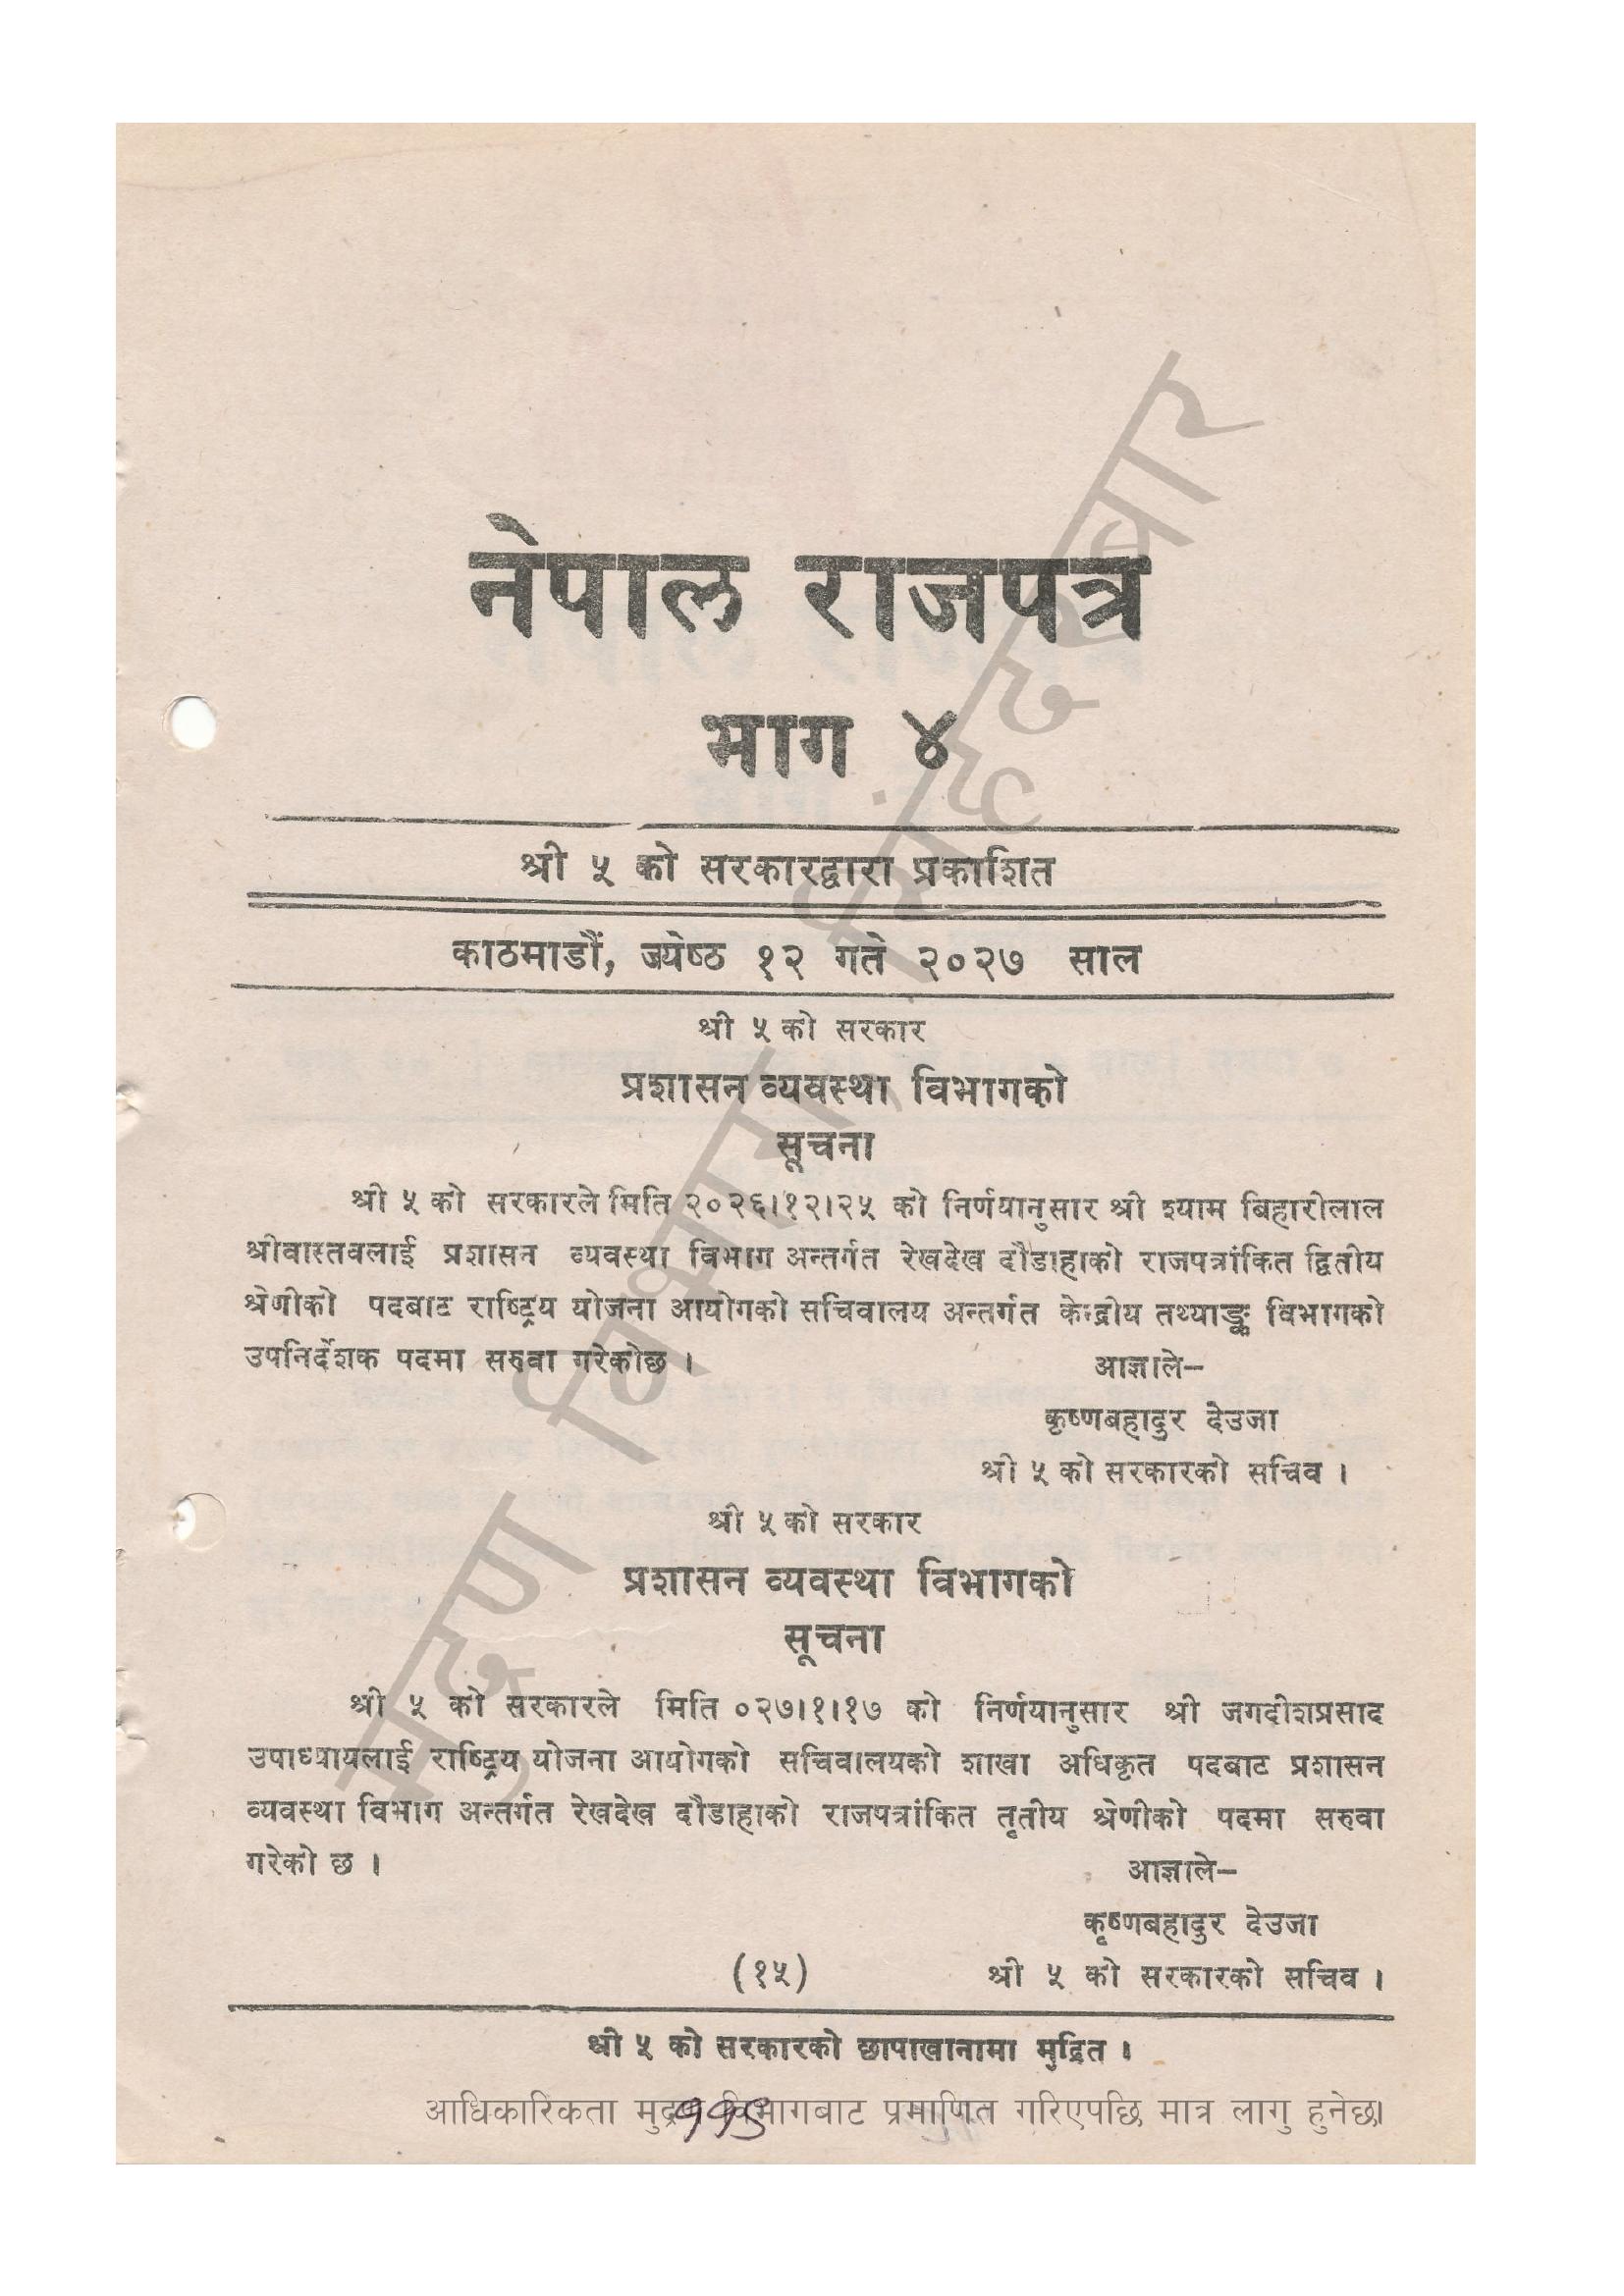 नेपाल राजपत्र
भाग ४
श्री ५ को सरकारद्वारा प्रकाशित
काठमाडौं, ज्येष्ठ १२ गते २०२७ साल
श्री ५ को सरकार
प्रशासन व्यवस्था विभागको
सूचना
श्री ५ को सरकारले मिति २०२६।१२।२५ को निर्णयानुसार श्री श्याम बिहारीलाल
श्रीवास्तवलाई प्रशासन व्यवस्था विभाग अन्तर्गत रेखदेख दौडाहाको राजपत्रांकित द्वितीय
श्रेणीको पदबाट राष्ट्रिय योजना आयोगको सचिवालय अन्तर्गत केन्द्रीय तथ्याङ्क विभागको
उपनिर्देशक पदमा सरुवा गरेकोछ ।
आज्ञाले–
कृष्णबहादुर देउजा
श्री ५ को सरकारको सचिव ।
श्री ५ को सरकार
प्रशासन व्यवस्था विभागको
सूचना
श्री ५ को सरकारले मिति ०२७।१।१७ को निर्णयानुसार श्री जगदीशप्रसाद
उपाध्यायलाई राष्ट्रिय योजना आयोगको सचिवालयको शाखा अधिकृत पदबाट प्रशासन
व्यवस्था विभाग अन्तर्गत रेखदेख दौडाहाको राजपत्रांकित तृतीय श्रेणीको पदमा सरुवा
गरेको छ ।
आज्ञाले–
कृष्णबहादुर देउजा
(१५) श्री ५ को सरकारको सचिव ।
श्री ५ को सरकारको छापाखानामा मुद्रित ।
आधिकारिकता मुद्रण विभागबाट प्रमाणित गरिएपछि मात्र लागु हुनेछ।
मुद्रण विभाग, सिंहदरबार